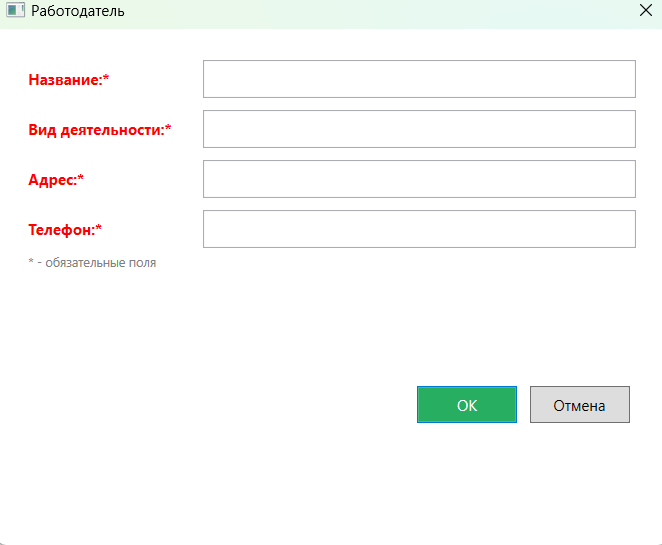 Работодатель
Название:*
Вид деятельности:*
Адрес:*
Телефон:*
* - обязательные поля
OK Отмена